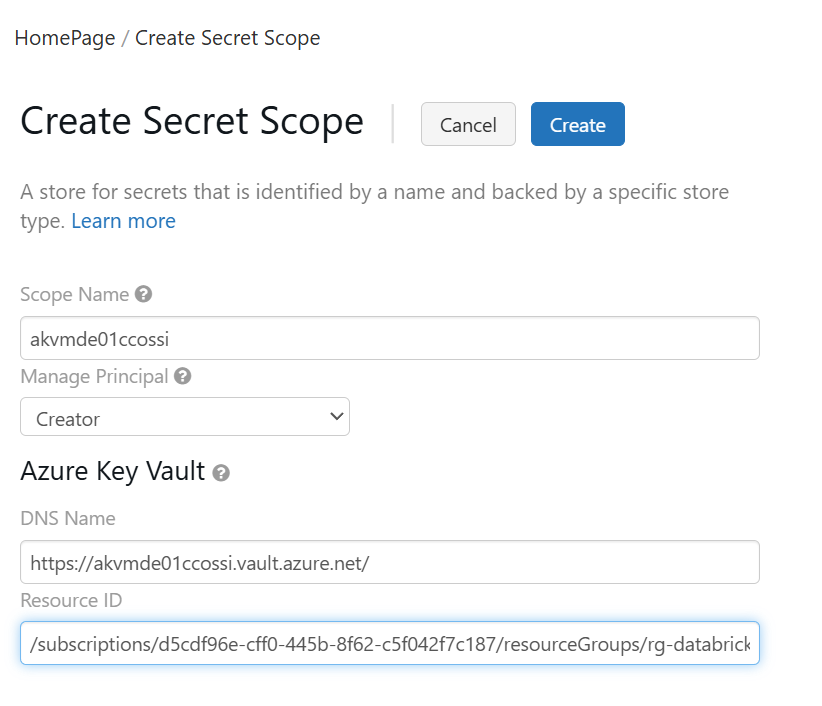 HomePage / Create Secret Scope
Create Secret Scope
Cancel
Create
A store for secrets that is identified by a name and backed by a specific store
type. Learn more
Scope Name ?
akvmde01ccossi
Manage Principal ?
Creator
Azure Key Vault ?
DNS Name
https://akvmde01ccossi.vault.azure.net/
Resource ID
/subscriptions/d5cdf96e-cff0-445b-8f62-c5f042f7c187/resourceGroups/rg-databrick